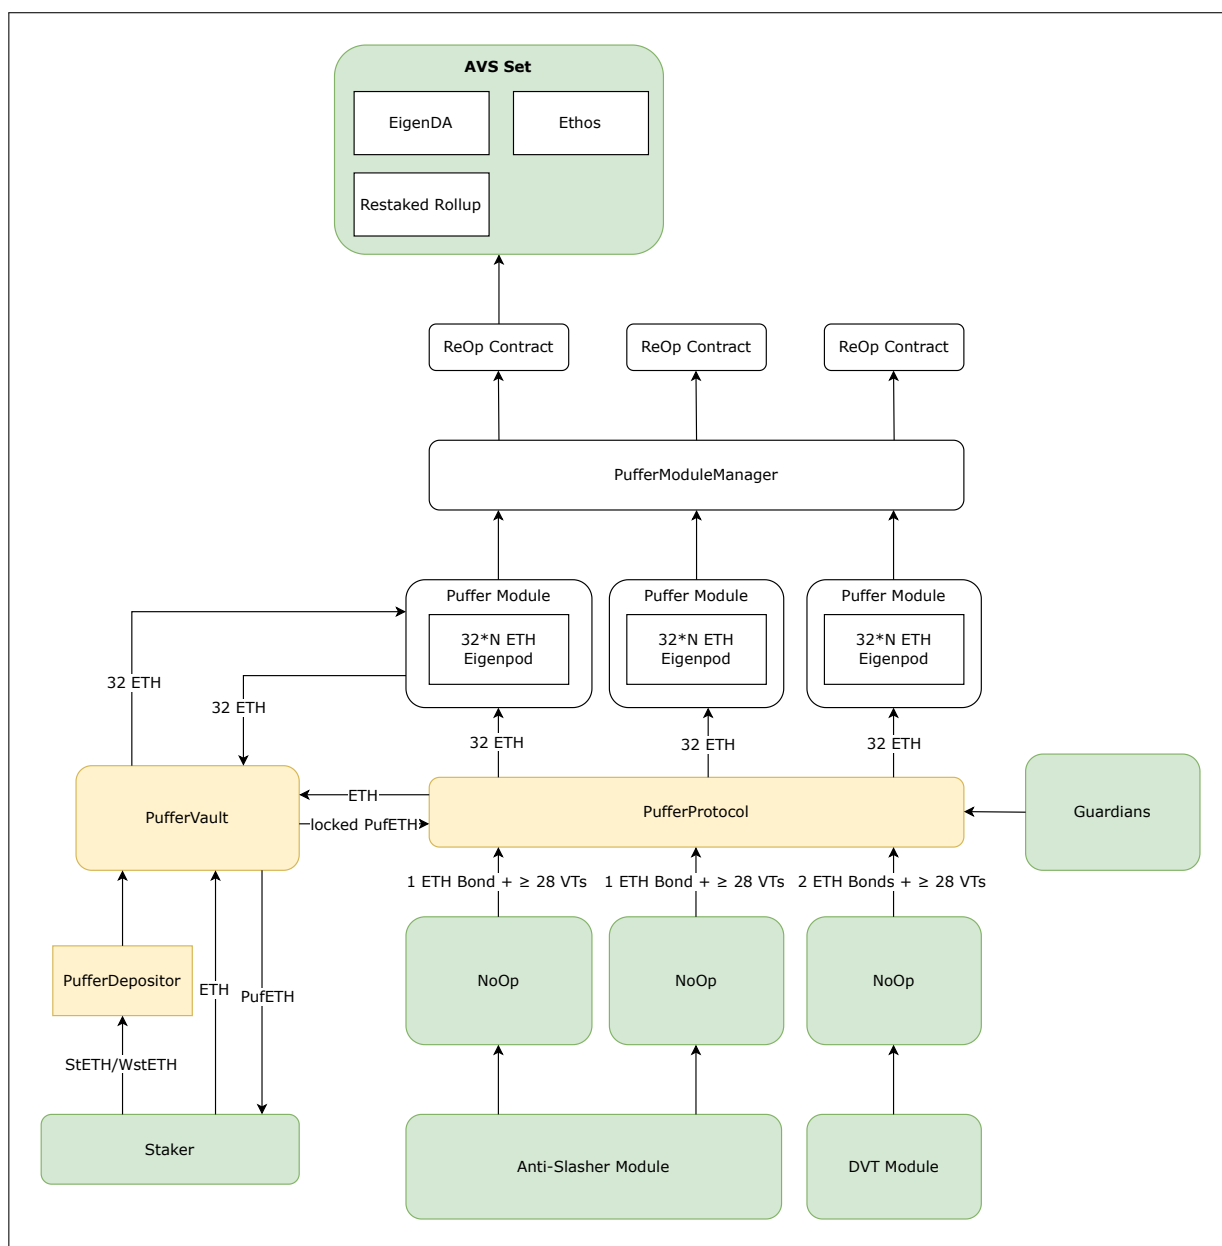 AVS Set
EigenDA
Ethos
Restaked Rollup
ReOp Contract
ReOp Contract
ReOp Contract
PufferModuleManager
Puffer Module
Puffer Module
Puffer Module
32*N ETH
Eigenpod
32*N ETH
Eigenpod
32*N ETH
Eigenpod
32 ETH
32 ETH
32 ETH
32 ETH
32 ETH
PufferVault
ETH
locked PufETH
PufferProtocol
Guardians
1 ETH Bond + ≥ 28 VTs
1 ETH Bond + ≥ 28 VTs
2 ETH Bonds + ≥ 28 VTs
PufferDepositor
ETH
PufETH
NoOp
NoOp
NoOp
StETH/WstETH
Staker
Anti-Slasher Module
DVT Module